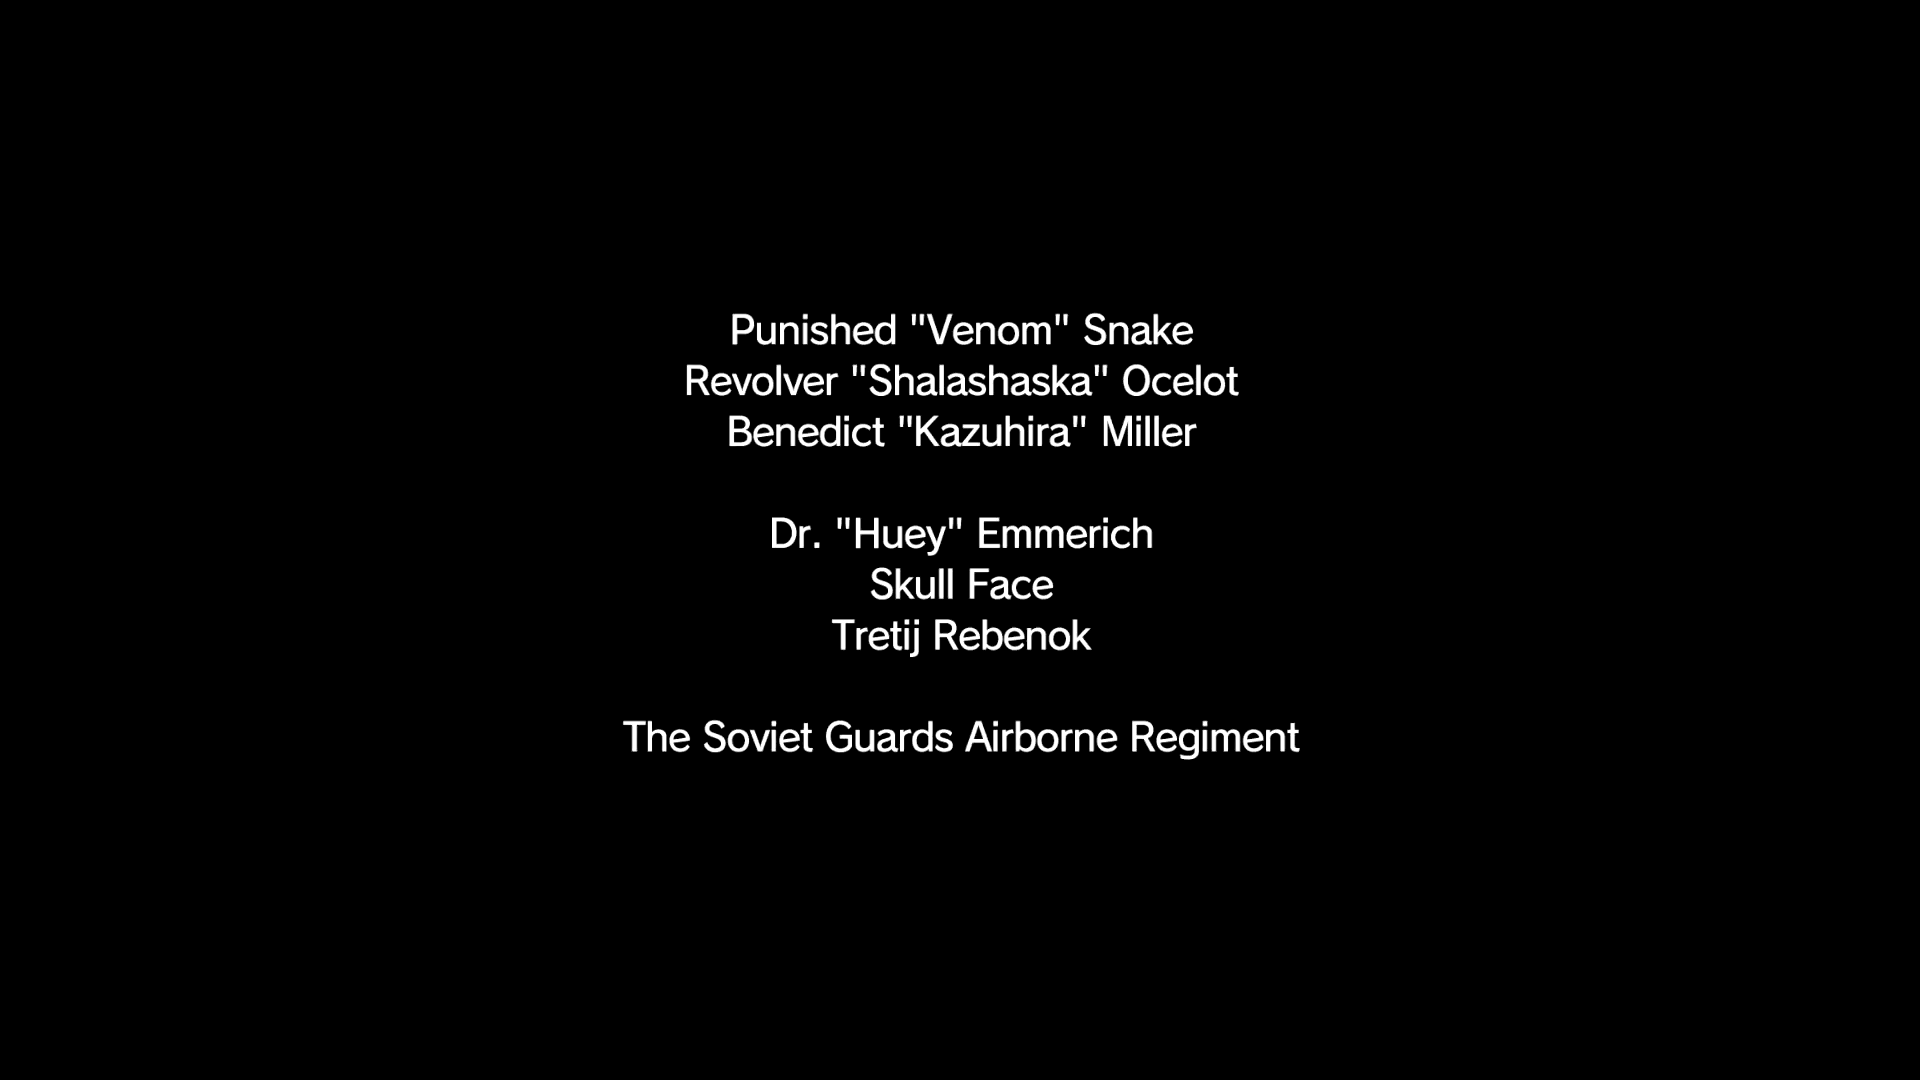 Punished "Venom" Snake
Revolver "Shalashaska" Ocelot
Benedict "Kazuhira" Miller
Dr. "Huey" Emmerich
Skull Face
Tretij Rebenok
The Soviet Guards Airborne Regiment